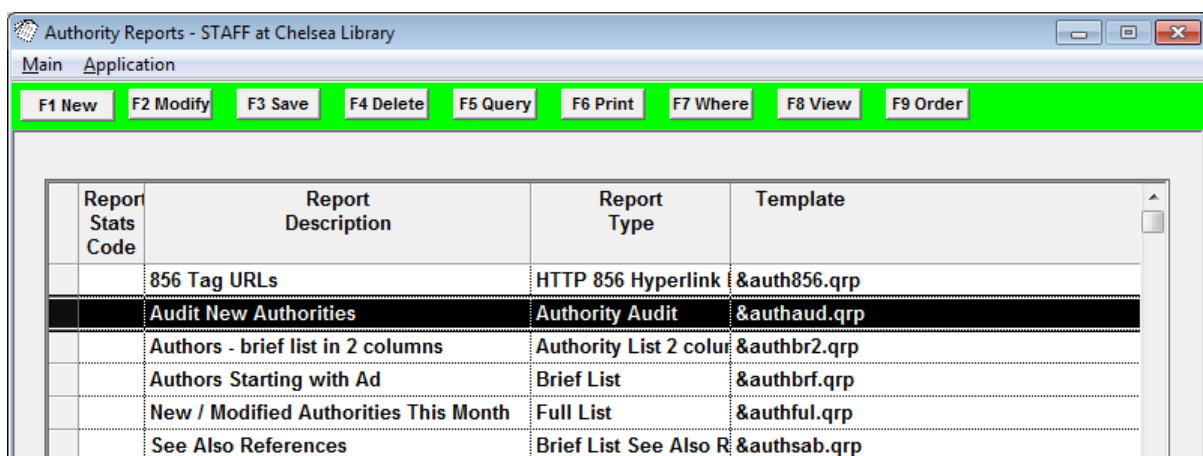 Authority Reports - STAFF at Chelsea Library
Main Application
F1 New F2 Modify F3 Save F4 Delete F5 Query F6 Print F7 Where F8 View F9 Order
Report Stats Code Report Description Report Type Template
856 Tag URLs HTTP 856 Hyperlink &auth856.qrp
Audit New Authorities Authority Audit &authaud.qrp
Authors - brief list in 2 columns Authority List 2 colur &authbr2.qrp
Authors Starting with Ad Brief List &authbrf.qrp
New / Modified Authorities This Month Full List &authful.qrp
See Also References Brief List See Also R &authsab.qrp